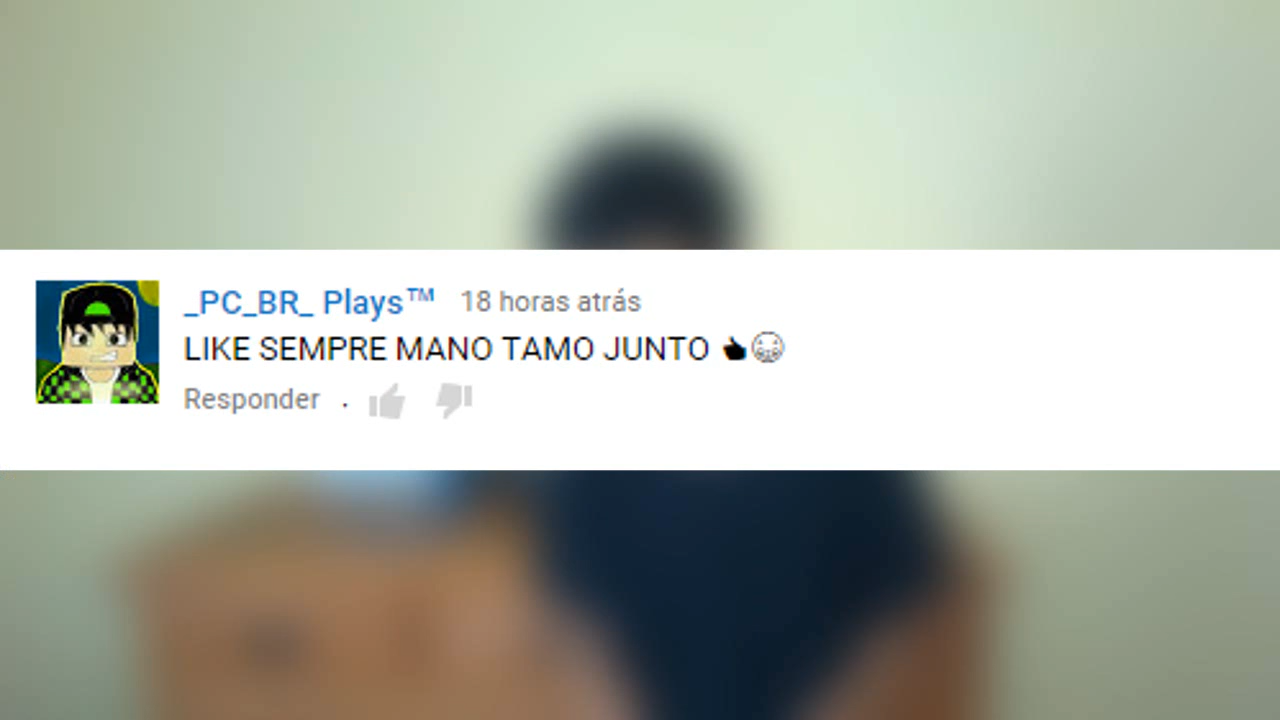 _PC_BR_ Plays™ 18 horas atrás
LIKE SEMPRE MANO TAMO JUNTO 👍😁
Responder .